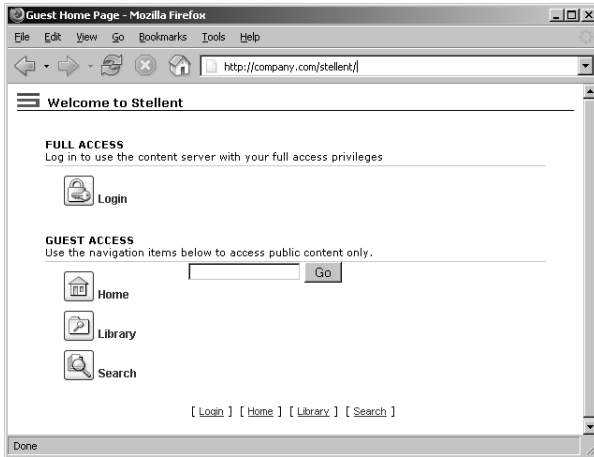 Guest Home Page - Mozilla Firefox
File Edit View Go Bookmarks Tools Help
http://company.com/stellent/
Welcome to Stellent
FULL ACCESS
Log in to use the content server with your full access privileges
Login
GUEST ACCESS
Use the navigation items below to access public content only.
Go
Home
Library
Search
[ Login ] [ Home ] [ Library ] [ Search ]
Done